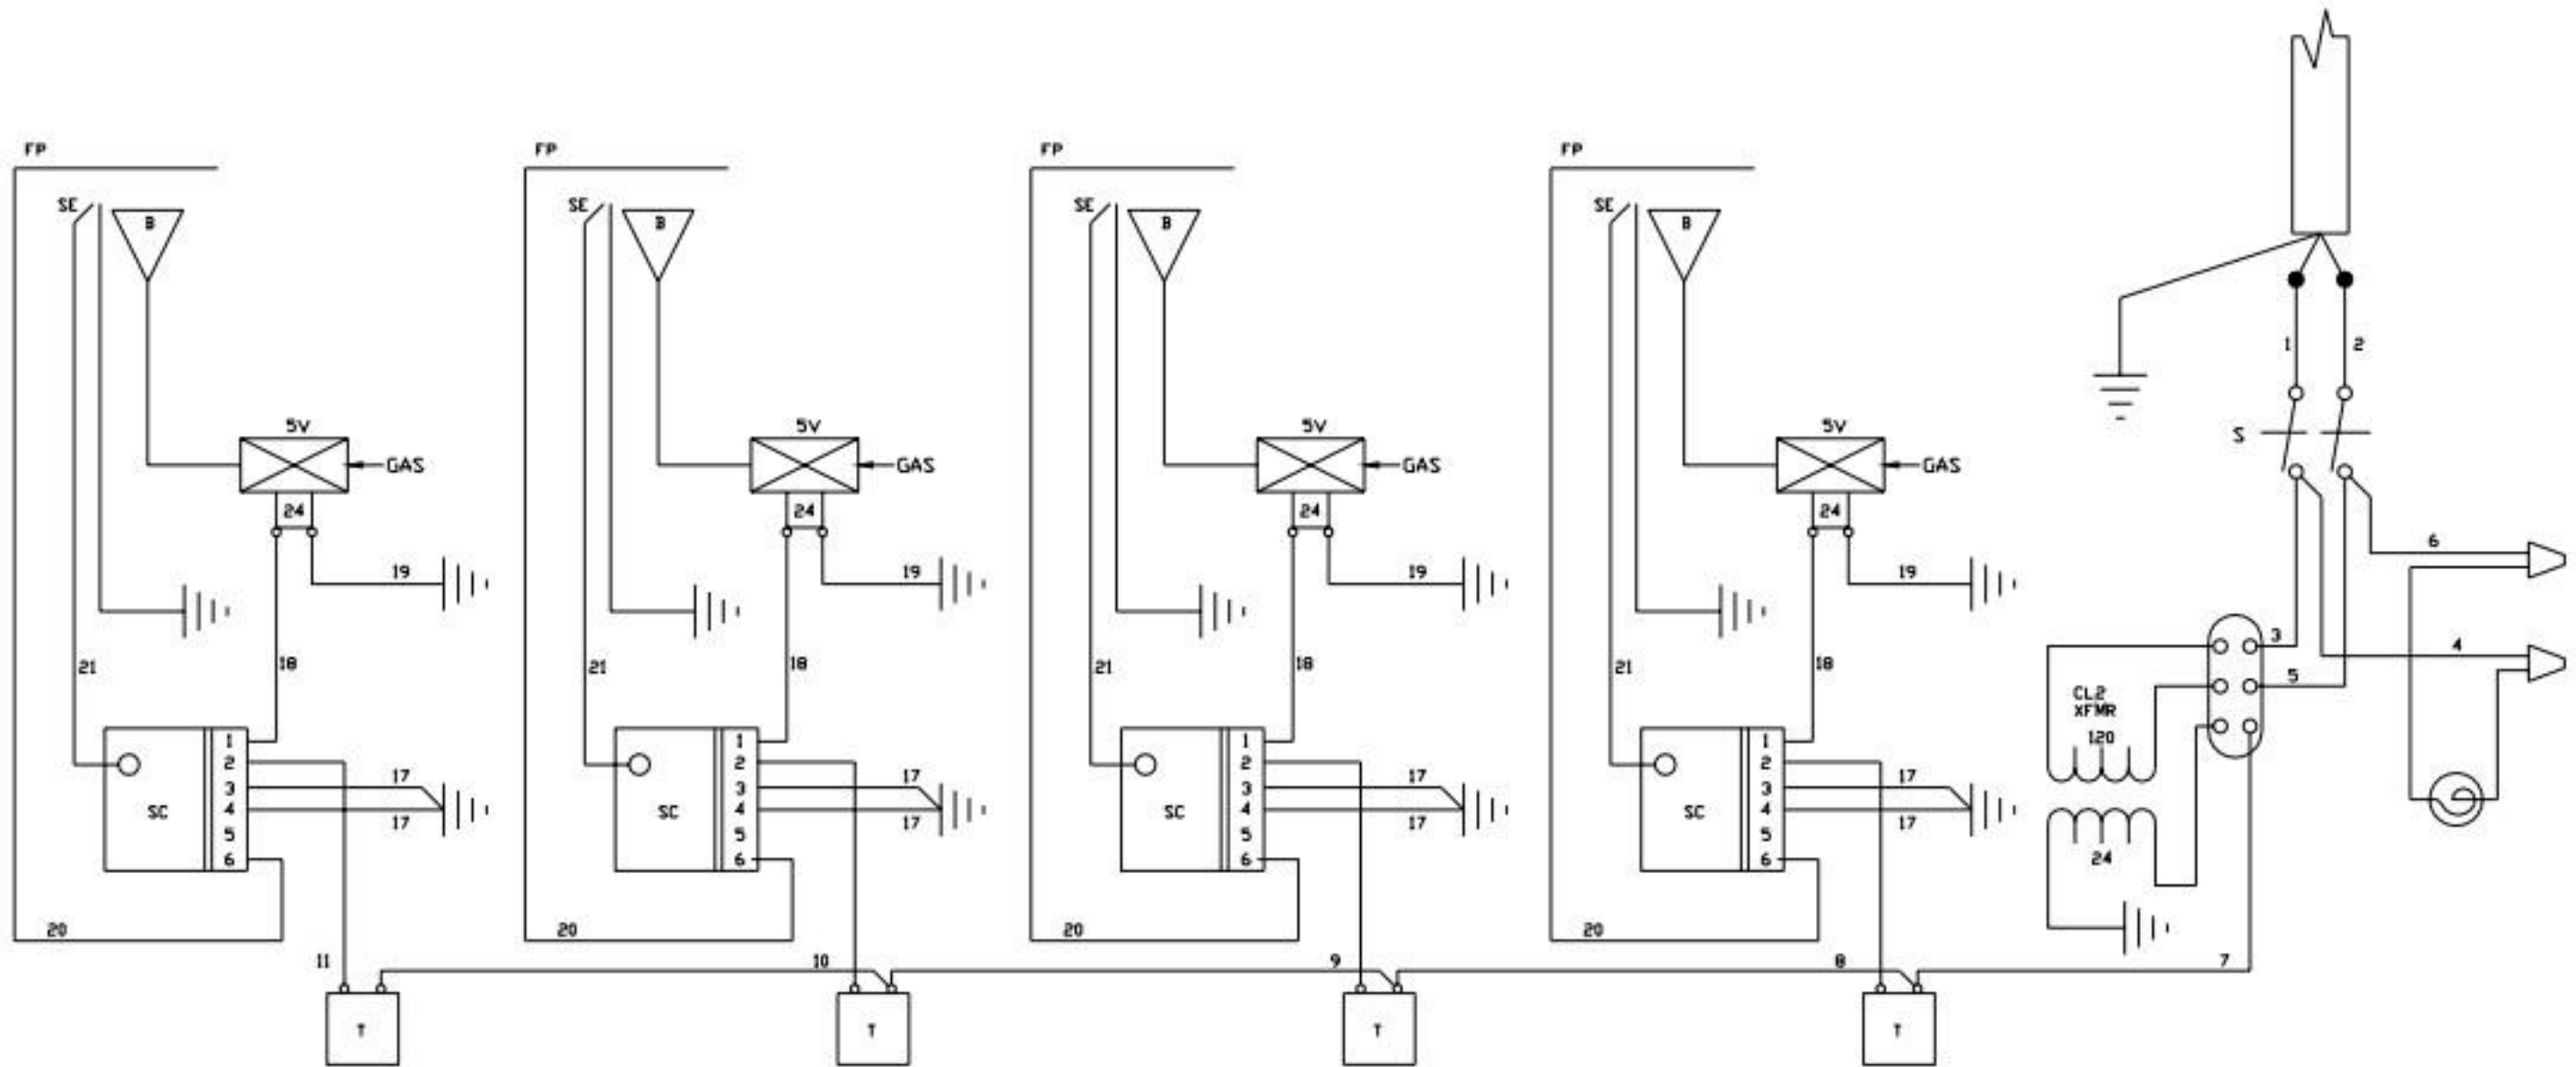 FP FP FP FP
SE SE SE SE
B B B B
1 2
5V 5V 5V 5V
S
GAS GAS GAS GAS
24 24 24 24
6
19 19 19 19
3
4
21 18 21 18 21 18 21 18
5
CL2
XFMR
120
1 1 1 1
2 2 2 2
17 17 17 17
3 3 3 3
SC 4 SC 4 SC 4 SC 4
17 17 17 17
5 5 5 5
6 6 6 6
24
20 20 20 20
11 10 9 8 7
T T T T